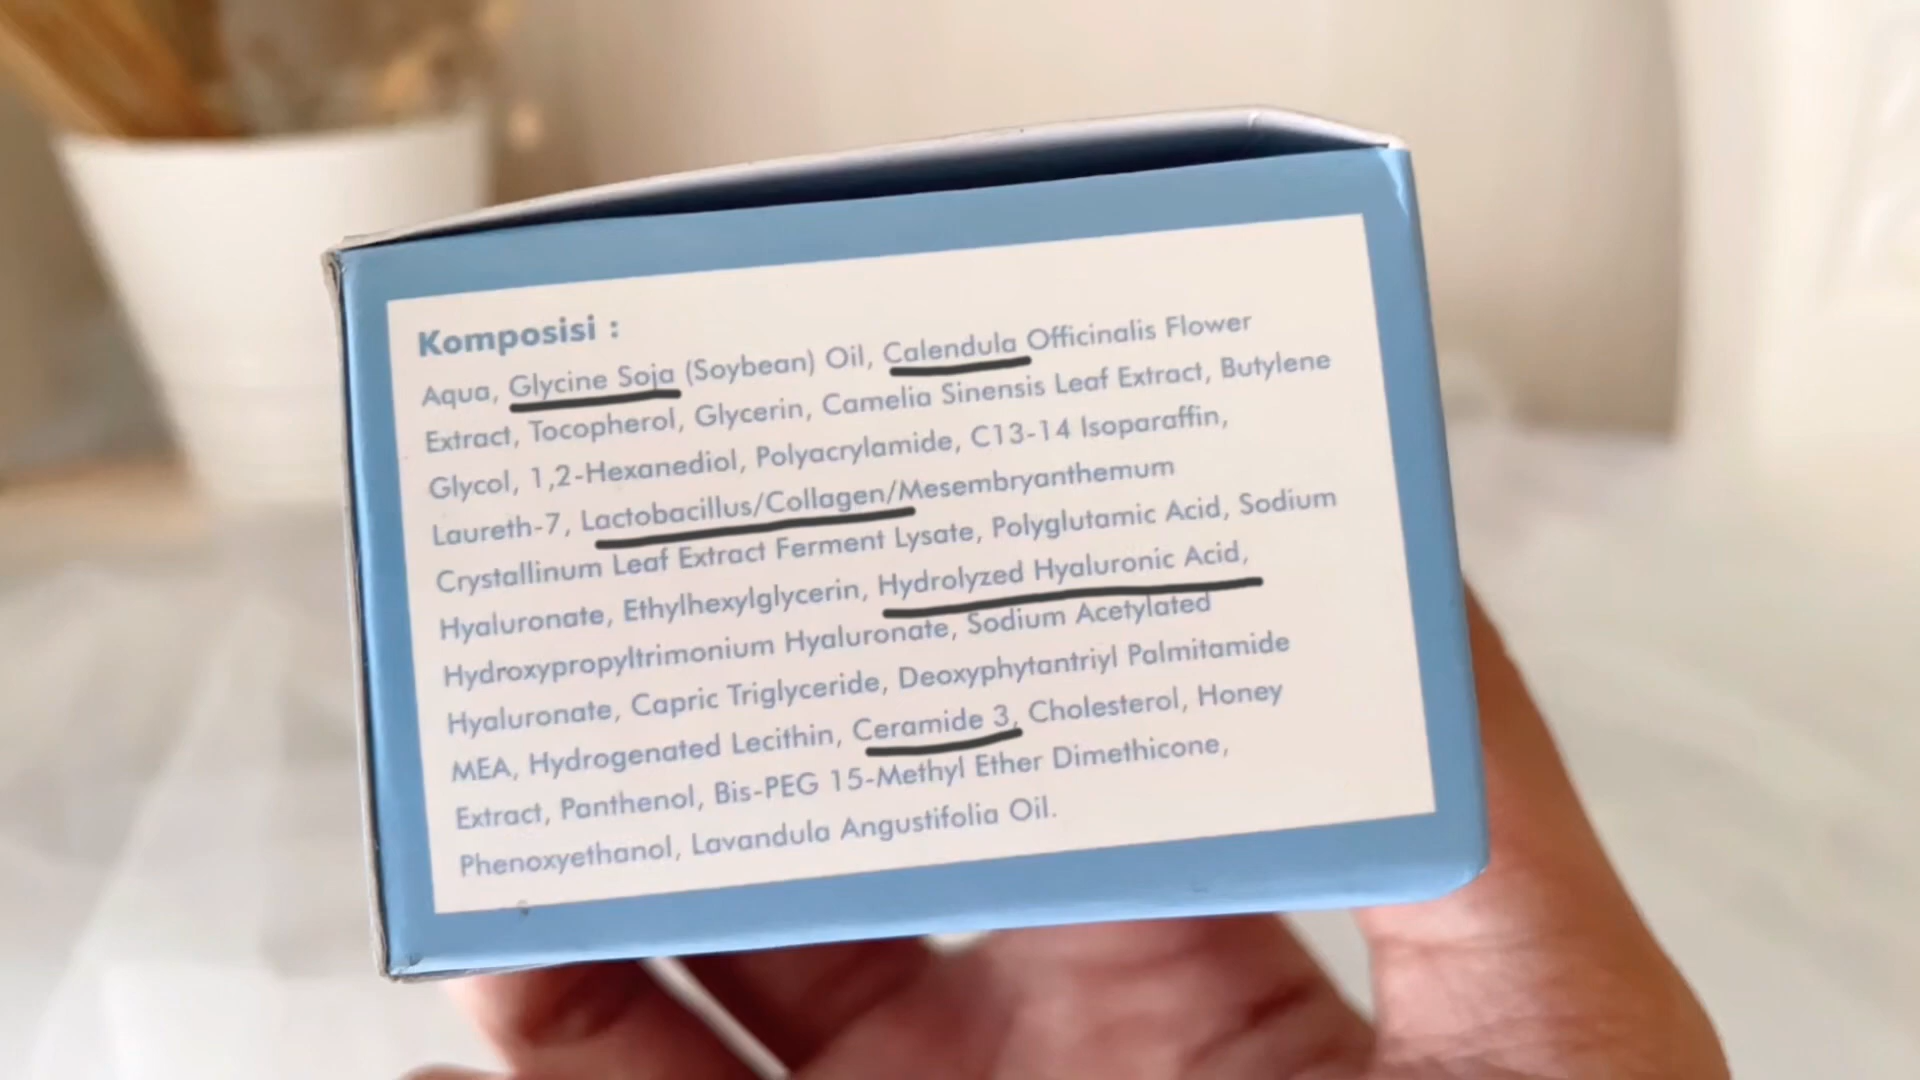 Komposisi :
Aqua, Glycine Soja (Soybean) Oil, Calendula Officinalis Flower
Extract, Tocopherol, Glycerin, Camelia Sinensis Leaf Extract, Butylene
Glycol, 1,2-Hexanediol, Polyacrylamide, C13-14 Isoparaffin,
Laureth-7, Lactobacillus/Collagen/Mesembryanthemum
Crystallinum Leaf Extract Ferment Lysate, Polyglutamic Acid, Sodium
Hyaluronate, Ethylhexylglycerin, Hydrolyzed Hyaluronic Acid,
Hydroxypropyltrimonium Hyaluronate, Sodium Acetylated
Hyaluronate, Capric Triglyceride, Deoxyphytantriyl Palmitamide
MEA, Hydrogenated Lecithin, Ceramide 3, Cholesterol, Honey
Extract, Panthenol, Bis-PEG 15-Methyl Ether Dimethicone,
Phenoxyethanol, Lavandula Angustifolia Oil.